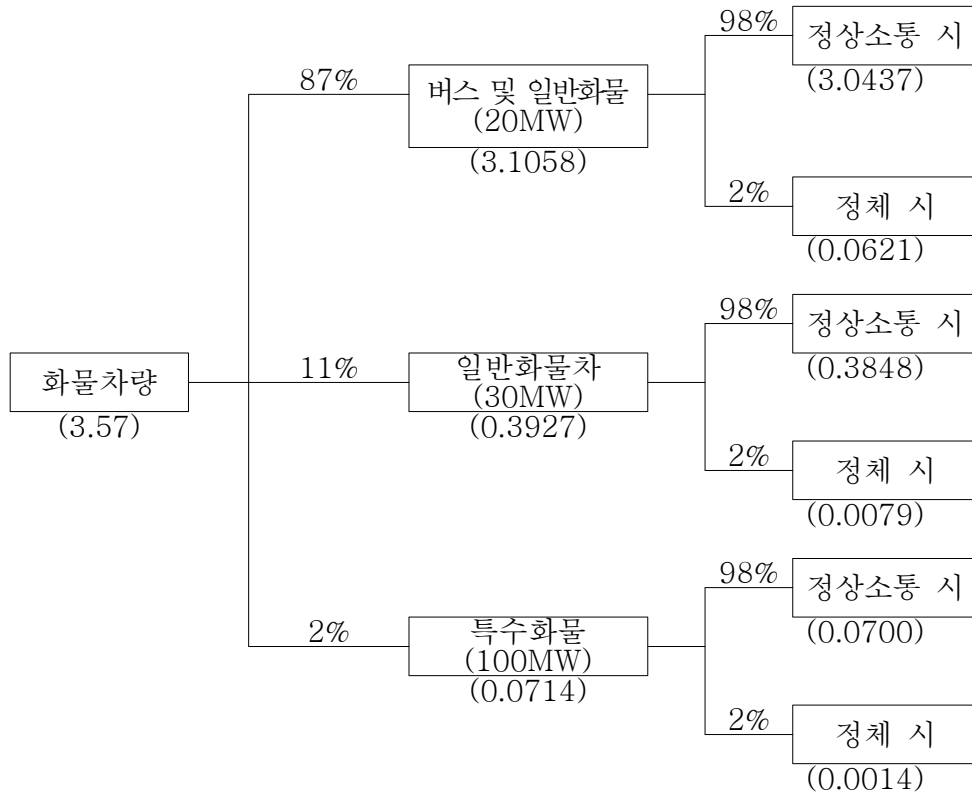 화물차량
(3.57)
87%
버스 및 일반화물
(20MW)
(3.1058)
98%
정상소통 시
(3.0437)
2%
정체 시
(0.0621)
11%
일반화물차
(30MW)
(0.3927)
98%
정상소통 시
(0.3848)
2%
정체 시
(0.0079)
2%
특수화물
(100MW)
(0.0714)
98%
정상소통 시
(0.0700)
2%
정체 시
(0.0014)